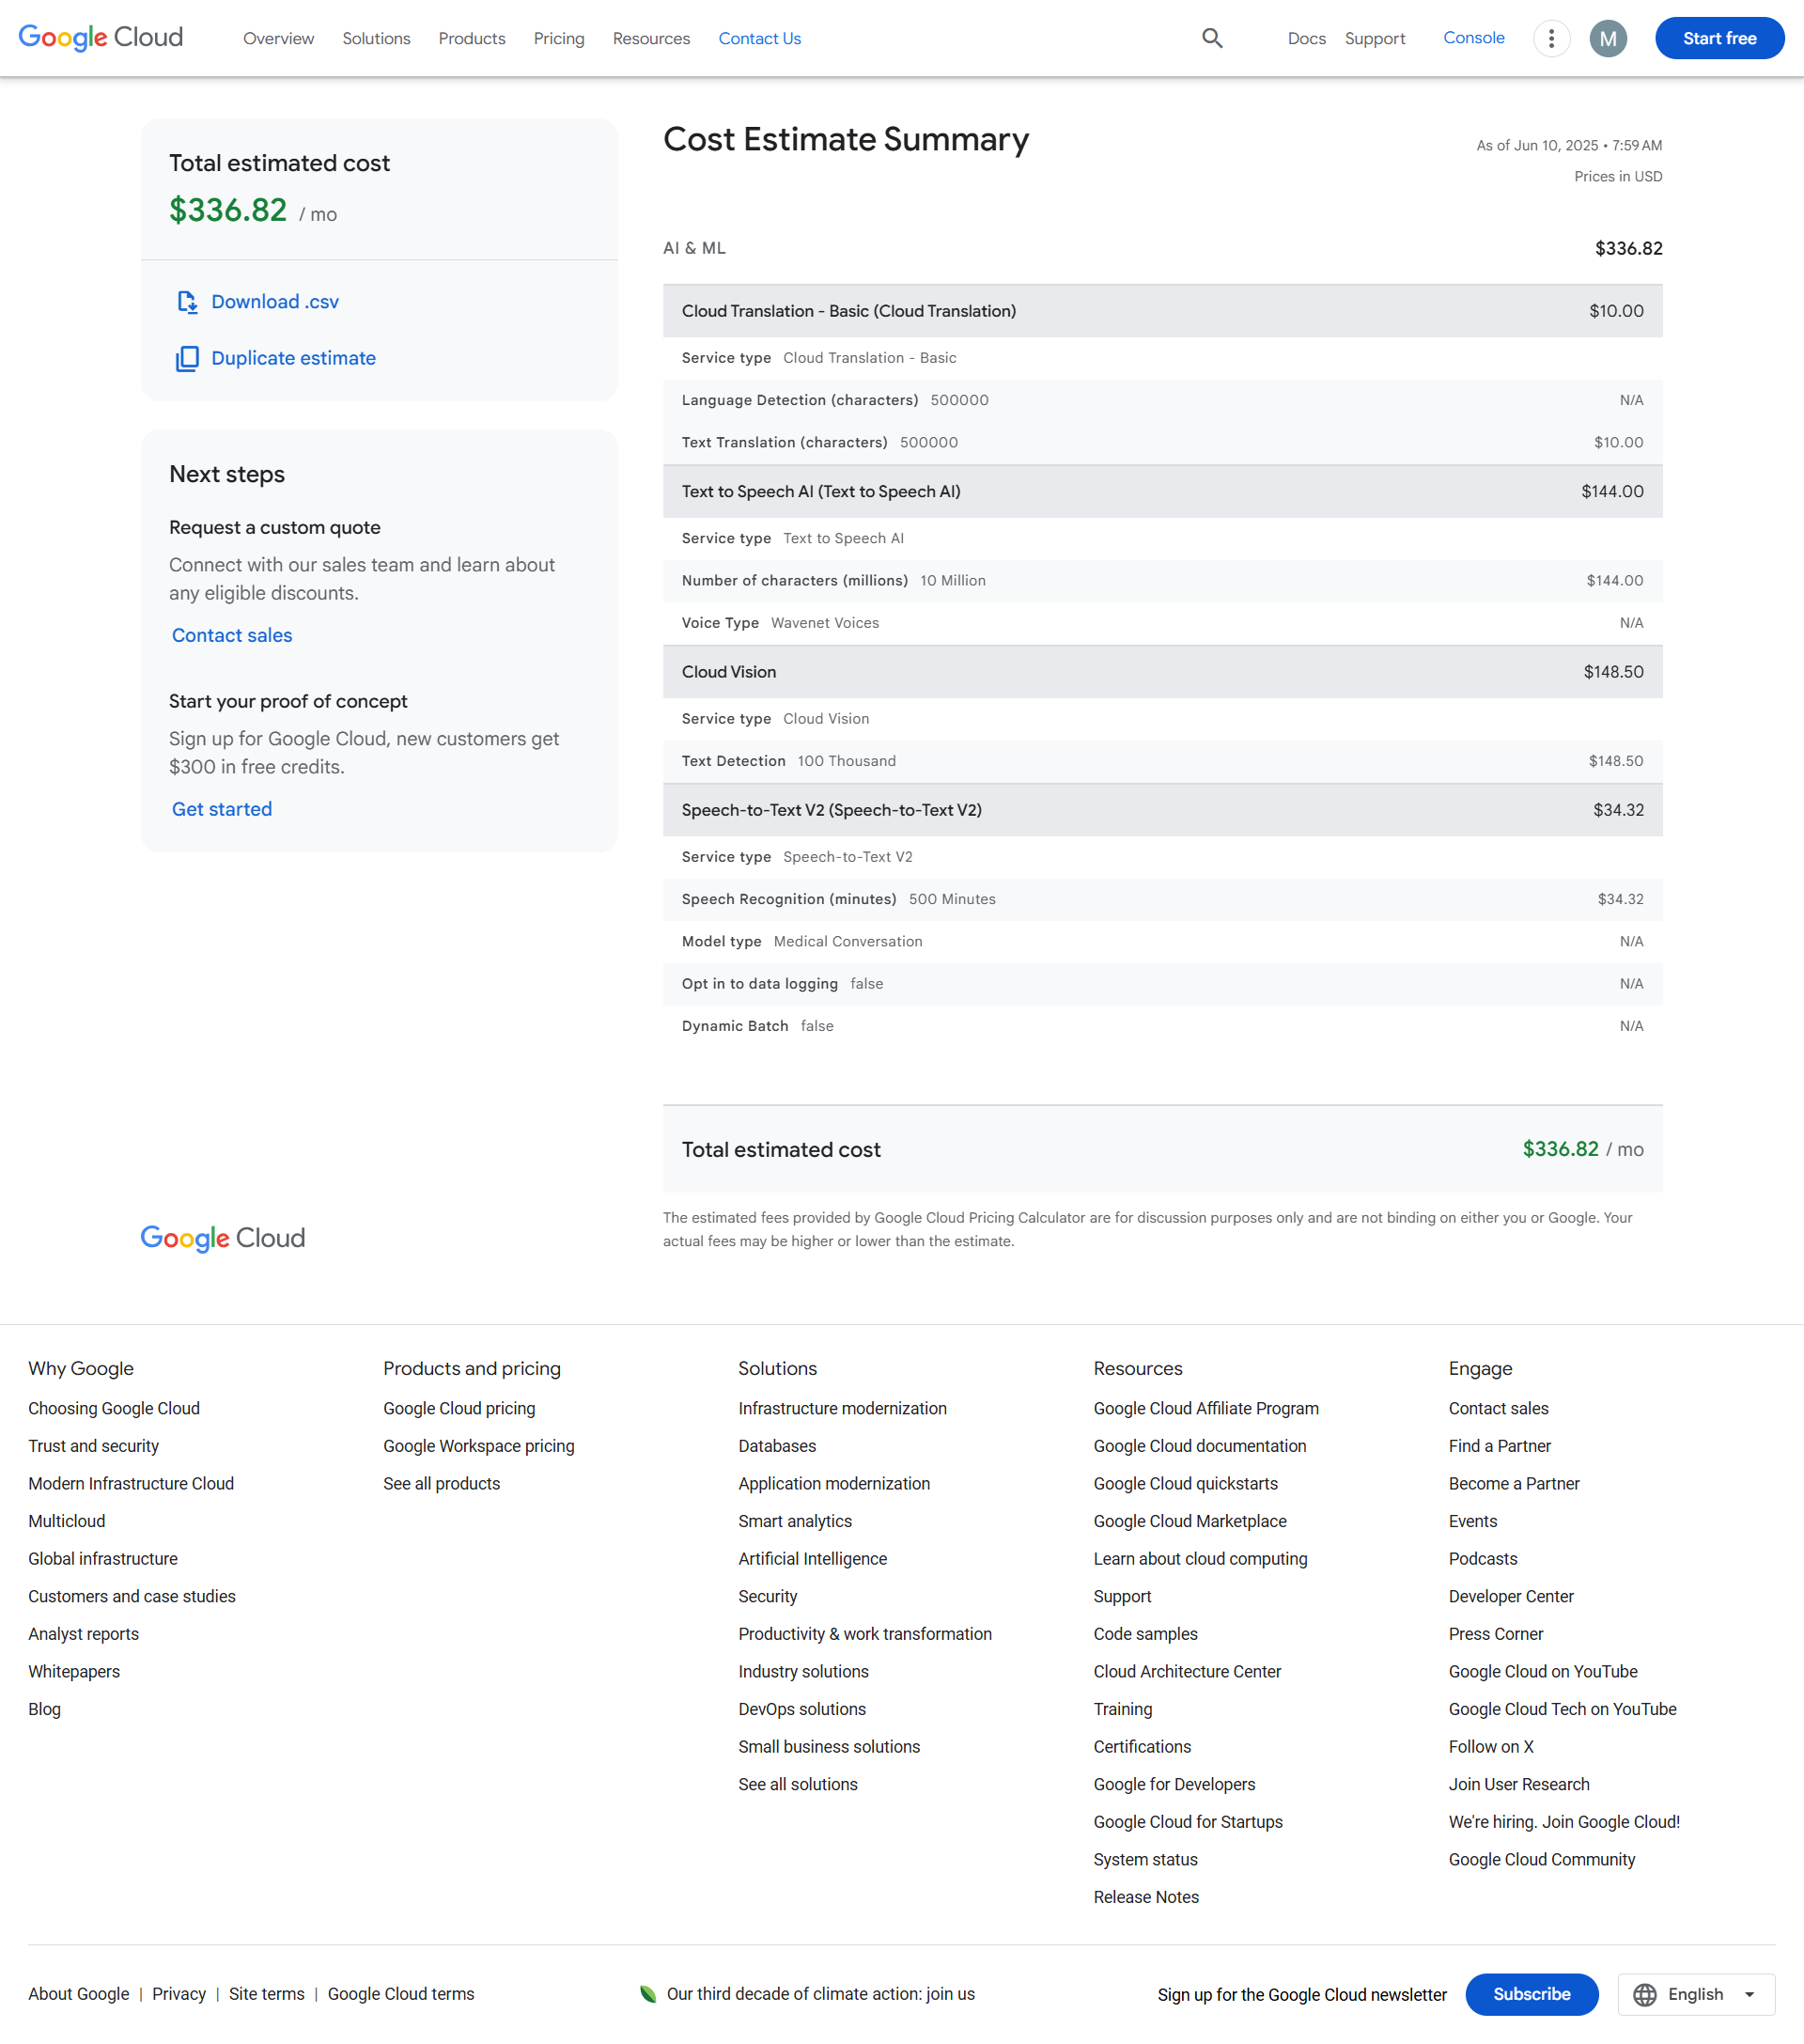 Google Cloud
Overview
Solutions
Products
Pricing
Resources
Contact Us
Docs
Support
Console
M
Start free
Total estimated cost
$336.82 / mo
Download .csv
Duplicate estimate
Next steps
Request a custom quote
Connect with our sales team and learn about
any eligible discounts.
Contact sales
Start your proof of concept
Sign up for Google Cloud, new customers get
$300 in free credits.
Get started
Cost Estimate Summary
As of Jun 10, 2025 • 7:59 AM
Prices in USD
AI & ML $336.82
Cloud Translation - Basic (Cloud Translation) $10.00
Service type Cloud Translation - Basic
Language Detection (characters) 500000 N/A
Text Translation (characters) 500000 $10.00
Text to Speech AI (Text to Speech AI) $144.00
Service type Text to Speech AI
Number of characters (millions) 10 Million $144.00
Voice Type Wavenet Voices N/A
Cloud Vision $148.50
Service type Cloud Vision
Text Detection 100 Thousand $148.50
Speech-to-Text V2 (Speech-to-Text V2) $34.32
Service type Speech-to-Text V2
Speech Recognition (minutes) 500 Minutes $34.32
Model type Medical Conversation N/A
Opt in to data logging false N/A
Dynamic Batch false N/A
Total estimated cost $336.82 / mo
The estimated fees provided by Google Cloud Pricing Calculator are for discussion purposes only and are not binding on either you or Google. Your
actual fees may be higher or lower than the estimate.
Google Cloud
Why Google
Choosing Google Cloud
Trust and security
Modern Infrastructure Cloud
Multicloud
Global infrastructure
Customers and case studies
Analyst reports
Whitepapers
Blog
Products and pricing
Google Cloud pricing
Google Workspace pricing
See all products
Solutions
Infrastructure modernization
Databases
Application modernization
Smart analytics
Artificial Intelligence
Security
Productivity & work transformation
Industry solutions
DevOps solutions
Small business solutions
See all solutions
Resources
Google Cloud Affiliate Program
Google Cloud documentation
Google Cloud quickstarts
Google Cloud Marketplace
Learn about cloud computing
Support
Code samples
Cloud Architecture Center
Training
Certifications
Google for Developers
Google Cloud for Startups
System status
Release Notes
Engage
Contact sales
Find a Partner
Become a Partner
Events
Podcasts
Developer Center
Press Corner
Google Cloud on YouTube
Google Cloud Tech on YouTube
Follow on X
Join User Research
We're hiring. Join Google Cloud!
Google Cloud Community
About Google | Privacy | Site terms | Google Cloud terms
Our third decade of climate action: join us
Sign up for the Google Cloud newsletter
Subscribe
English